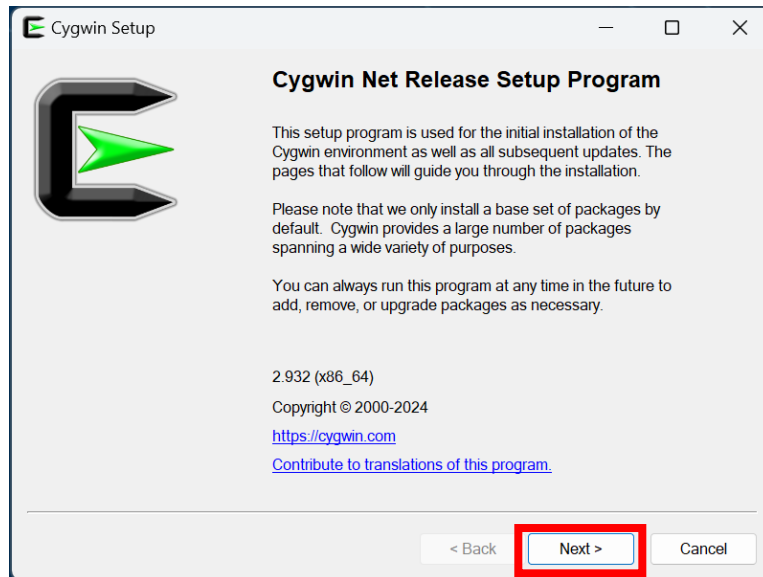 Cygwin Setup
Cygwin Net Release Setup Program
This setup program is used for the initial installation of the
Cygwin environment as well as all subsequent updates. The
pages that follow will guide you through the installation.
Please note that we only install a base set of packages by
default. Cygwin provides a large number of packages
spanning a wide variety of purposes.
You can always run this program at any time in the future to
add, remove, or upgrade packages as necessary.
2.932 (x86_64)
Copyright © 2000-2024
https://cygwin.com
Contribute to translations of this program.
< Back Next > Cancel